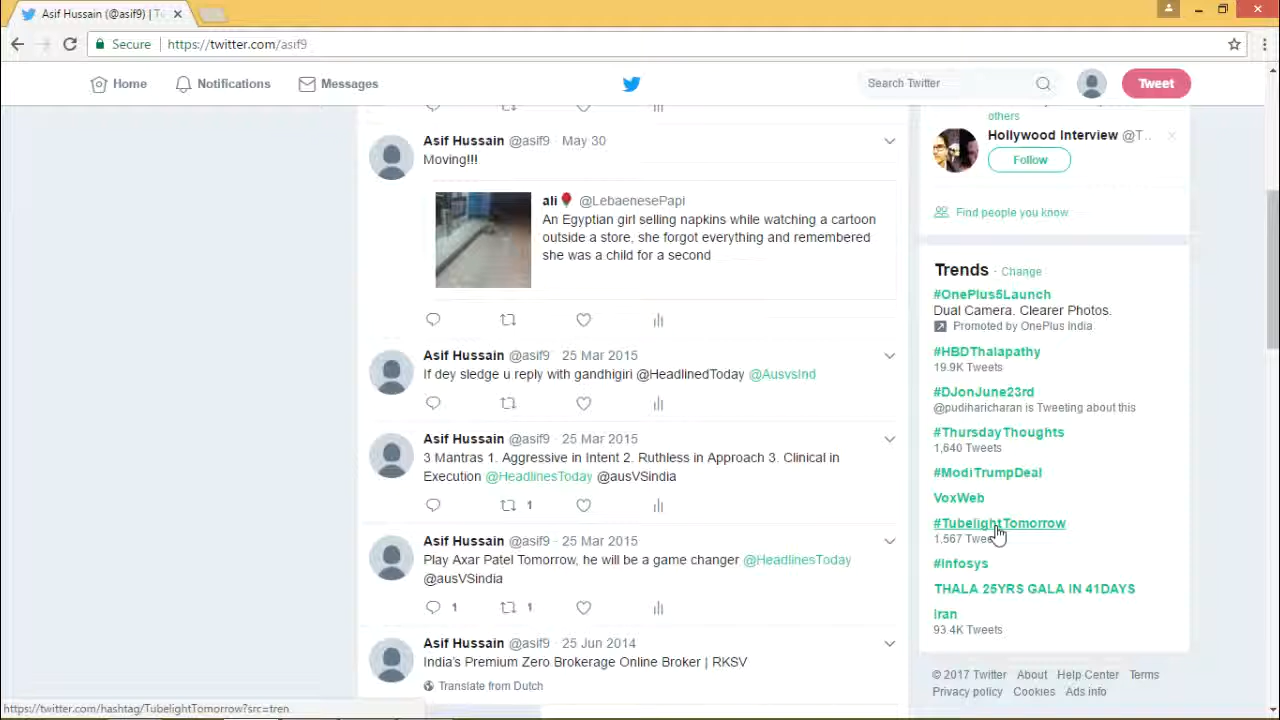 Asif Hussain (@asif9) | Tw
Secure
https://twitter.com/asif9
Home
Notifications
Messages
Search Twitter
Tweet
Asif Hussain @asif9 · May 30
Moving!!!
ali🌹 @LebaenesePapi
An Egyptian girl selling napkins while watching a cartoon
outside a store, she forgot everything and remembered
she was a child for a second
Asif Hussain @asif9 · 25 Mar 2015
If dey sledge u reply with gandhigiri @HeadlinedToday @AusvsInd
Asif Hussain @asif9 · 25 Mar 2015
3 Mantras 1. Aggressive in Intent 2. Ruthless in Approach 3. Clinical in
Execution @HeadlinesToday @ausVSindia
1
Asif Hussain @asif9 · 25 Mar 2015
Play Axar Patel Tomorrow, he will be a game changer @HeadlinesToday
@ausVSindia
1 1
Asif Hussain @asif9 · 25 Jun 2014
India's Premium Zero Brokerage Online Broker | RKSV
Translate from Dutch
others
Hollywood Interview @T...
Follow
Find people you know
Trends · Change
#OnePlus5Launch
Dual Camera. Clearer Photos.
Promoted by OnePlus India
#HBDThalapathy
19.9K Tweets
#DJonJune23rd
@pudiharicharan is Tweeting about this
#ThursdayThoughts
1,640 Tweets
#ModiTrumpDeal
VoxWeb
#TubelightTomorrow
1,567
#Infosys
THALA 25YRS GALA IN 41DAYS
Iran
93.4K Tweets
© 2017 Twitter About Help Center Terms
Privacy policy Cookies Ads info
https://twitter.com/hashtag/TubelightTomorrow?src=tren